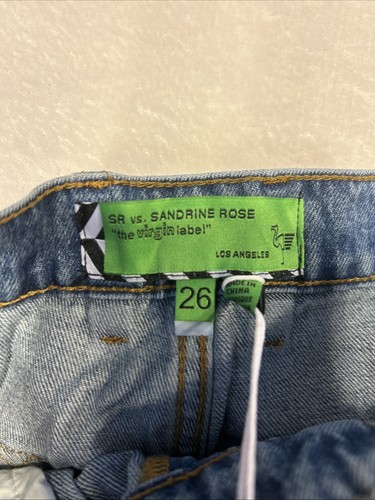 SR vs. SANDRINE ROSE
"the virgin label"
LOS ANGELES
26
MADE IN
CHINA